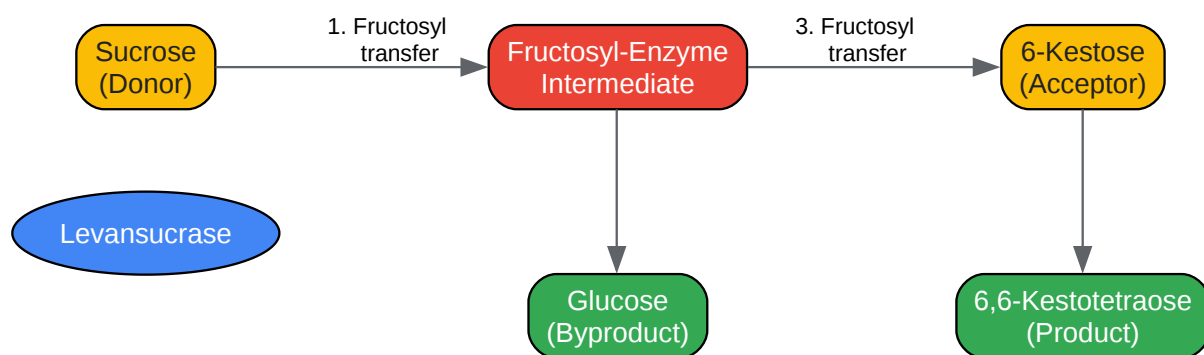 1. Fructosyl
transfer
3. Fructosyl
transfer
Sucrose
(Donor)
Fructosyl-Enzyme
Intermediate
6-Kestose
(Acceptor)
Levansucrase
Glucose
(Byproduct)
6,6-Kestotetraose
(Product)